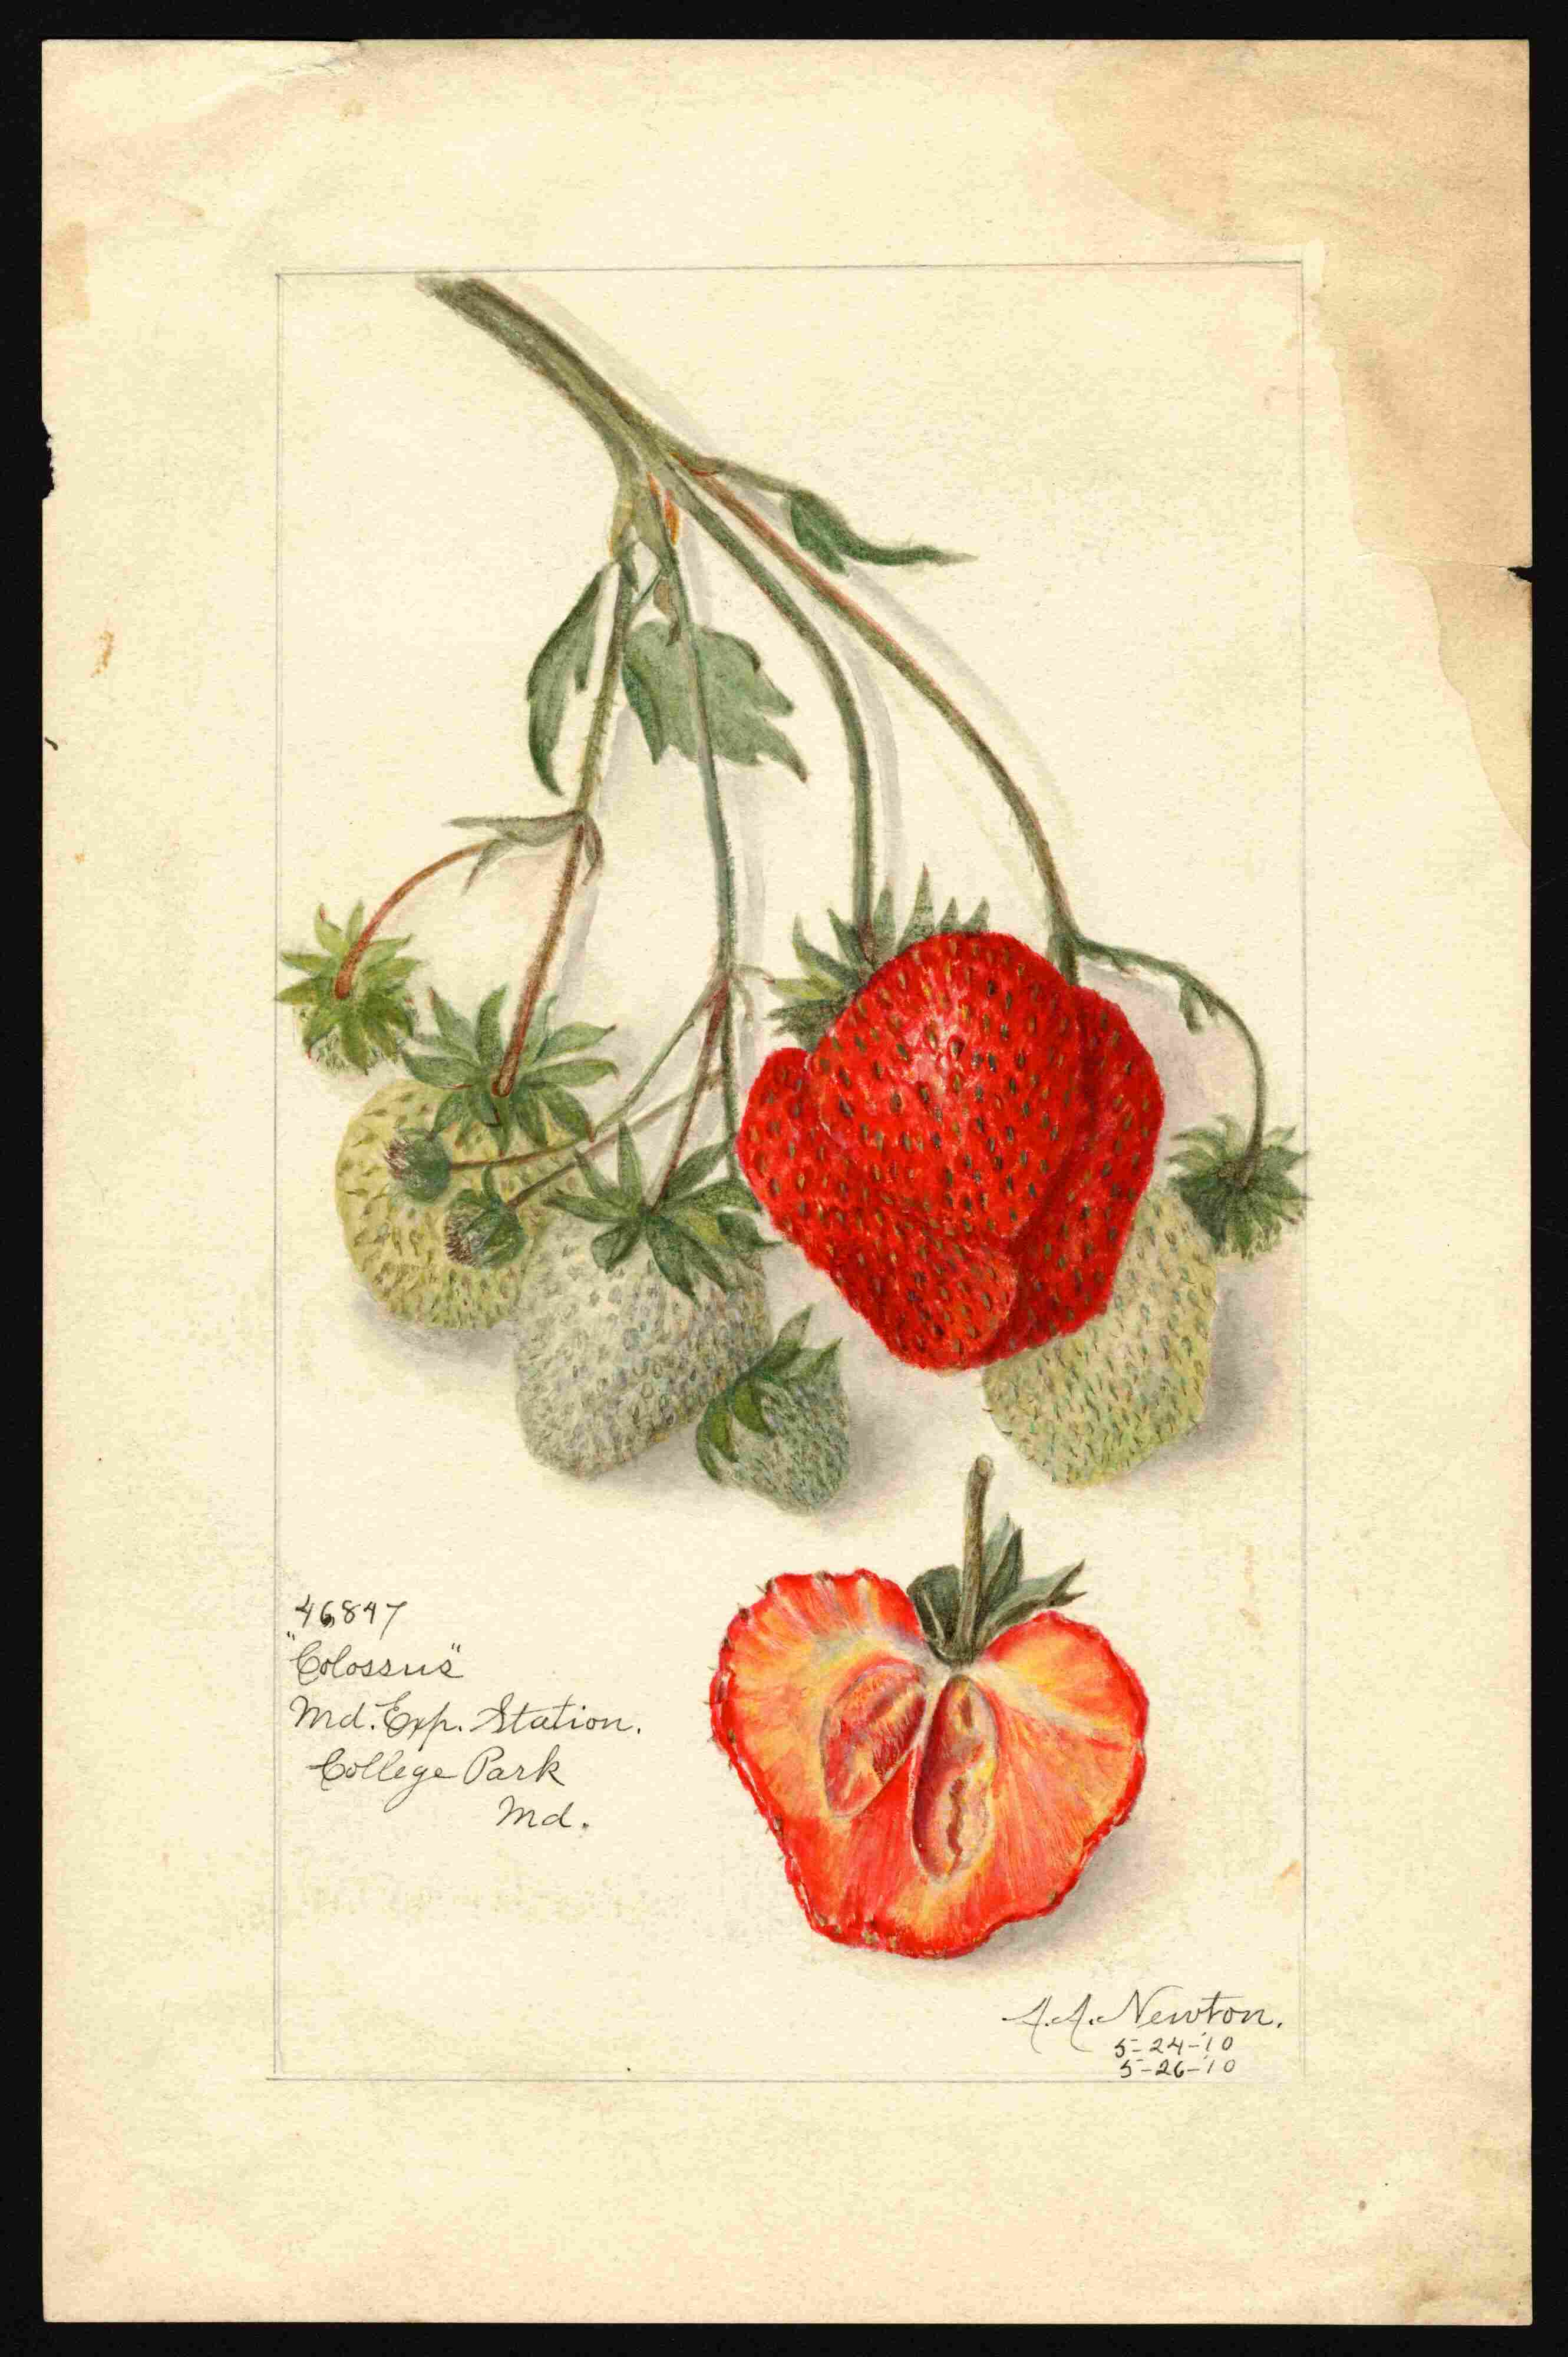 46847
"Colossus"
Md. Exp. Station.
College Park
Md.
A.A. Newton.
5-24-'10
5-26-'10